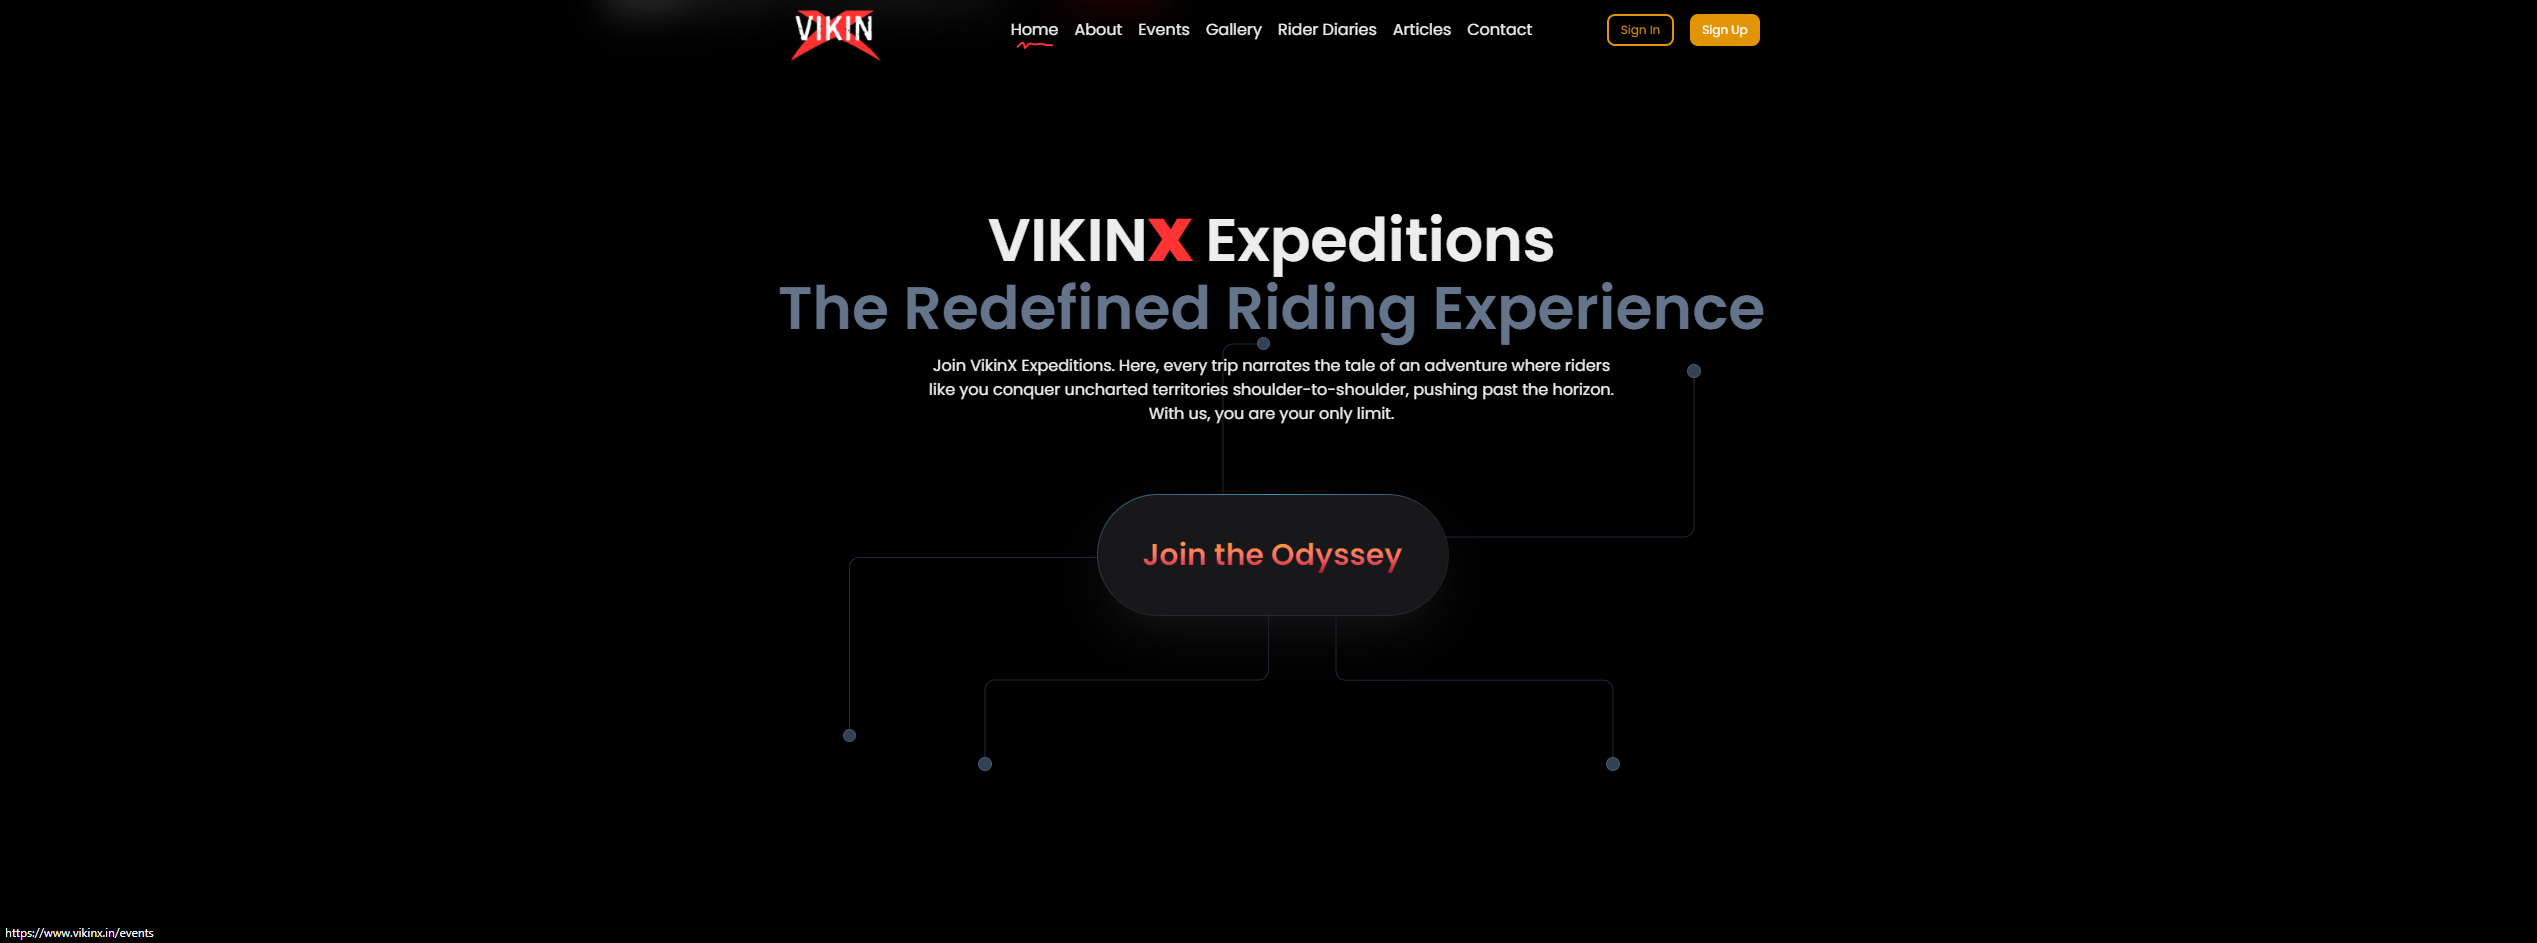 VIKIN
Home About Events Gallery Rider Diaries Articles Contact
Sign In Sign Up
VIKINX Expeditions
The Redefined Riding Experience
Join VikinX Expeditions. Here, every trip narrates the tale of an adventure where riders
like you conquer uncharted territories shoulder-to-shoulder, pushing past the horizon.
With us, you are your only limit.
Join the Odyssey
https://www.vikinx.in/events